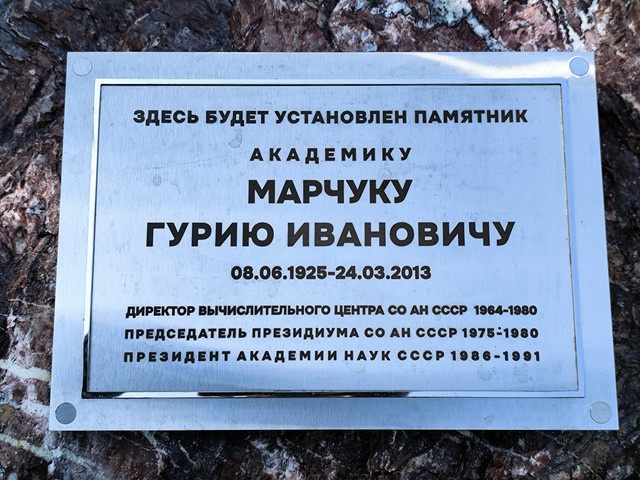 ЗДЕСЬ БУДЕТ УСТАНОВЛЕН ПАМЯТНИК
АКАДЕМИКУ
МАРЧУКУ
ГУРИЮ ИВАНОВИЧУ
08.06.1925-24.03.2013
ДИРЕКТОР ВЫЧИСЛИТЕЛЬНОГО ЦЕНТРА СО АН СССР 1964-1980
ПРЕДСЕДАТЕЛЬ ПРЕЗИДИУМА СО АН СССР 1975-1980
ПРЕЗИДЕНТ АКАДЕМИИ НАУК СССР 1986-1991